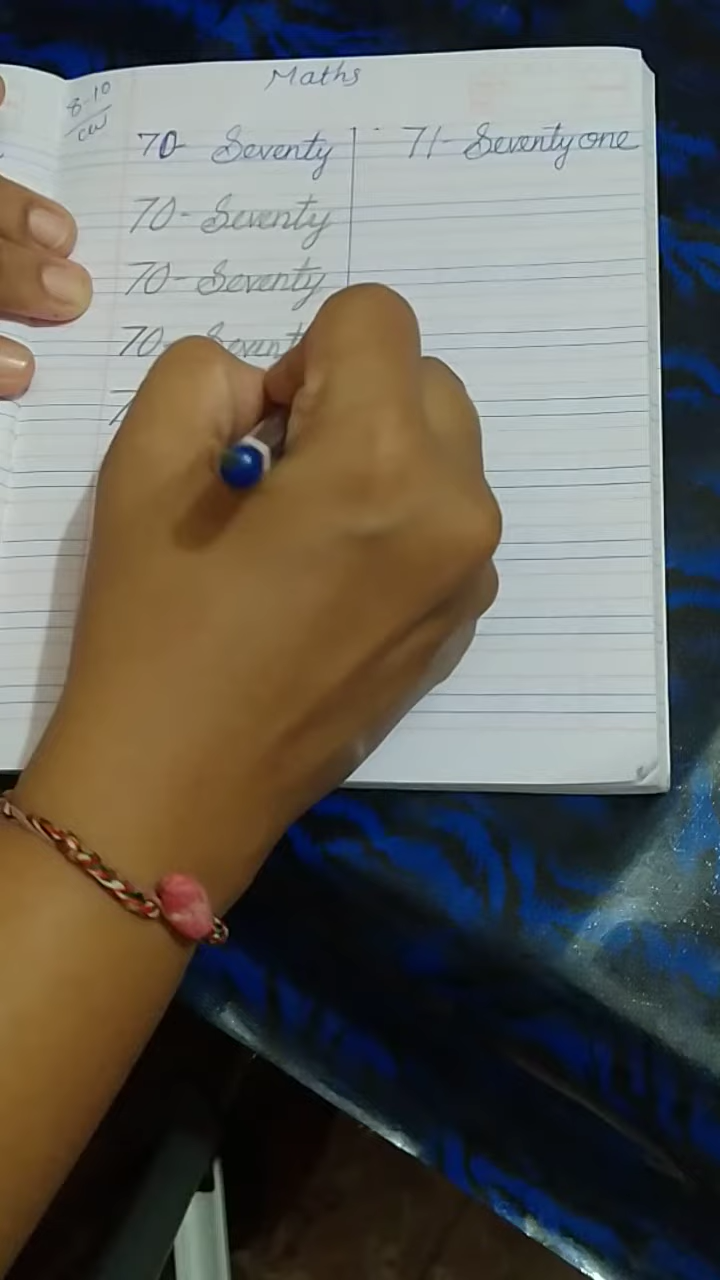 Maths
8-10
cw
70- Seventy
71- Seventy one
70- Seventy
70- Seventy
70-